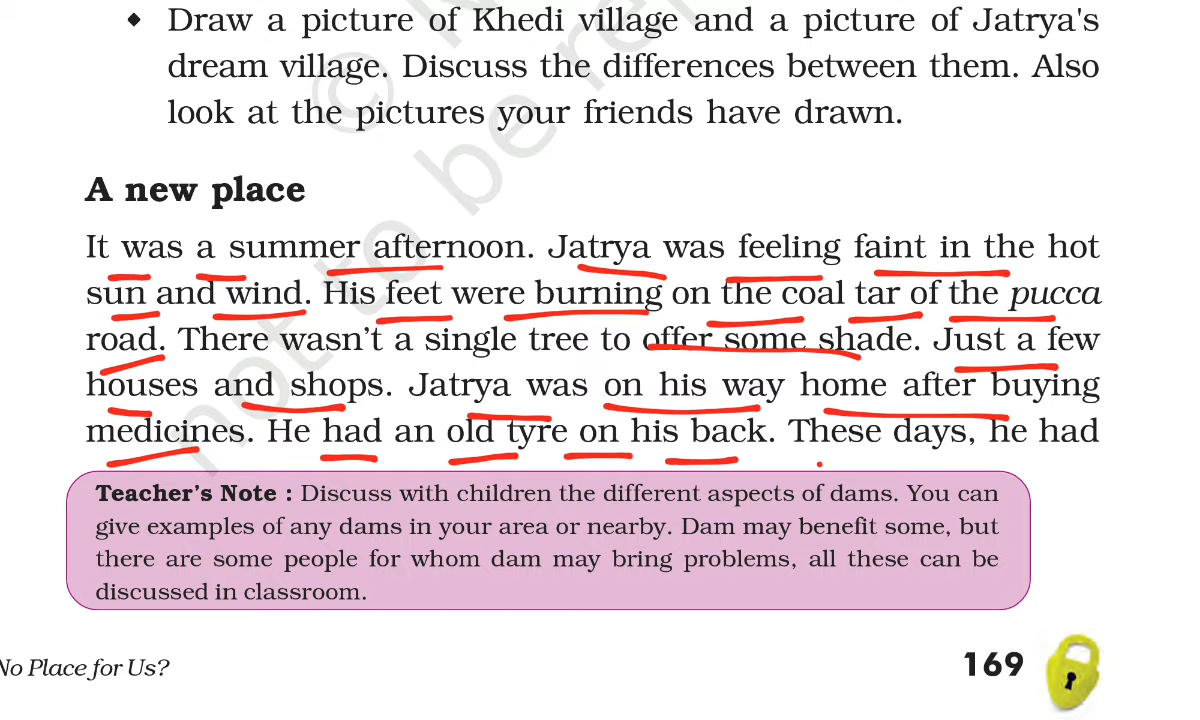 ◆ Draw a picture of Khedi village and a picture of Jatrya's
dream village. Discuss the differences between them. Also
look at the pictures your friends have drawn.
A new place
It was a summer afternoon. Jatrya was feeling faint in the hot
sun and wind. His feet were burning on the coal tar of the pucca
road. There wasn't a single tree to offer some shade. Just a few
houses and shops. Jatrya was on his way home after buying
medicines. He had an old tyre on his back. These days, he had
Teacher's Note : Discuss with children the different aspects of dams. You can
give examples of any dams in your area or nearby. Dam may benefit some, but
there are some people for whom dam may bring problems, all these can be
discussed in classroom.
No Place for Us?
169
not to be re